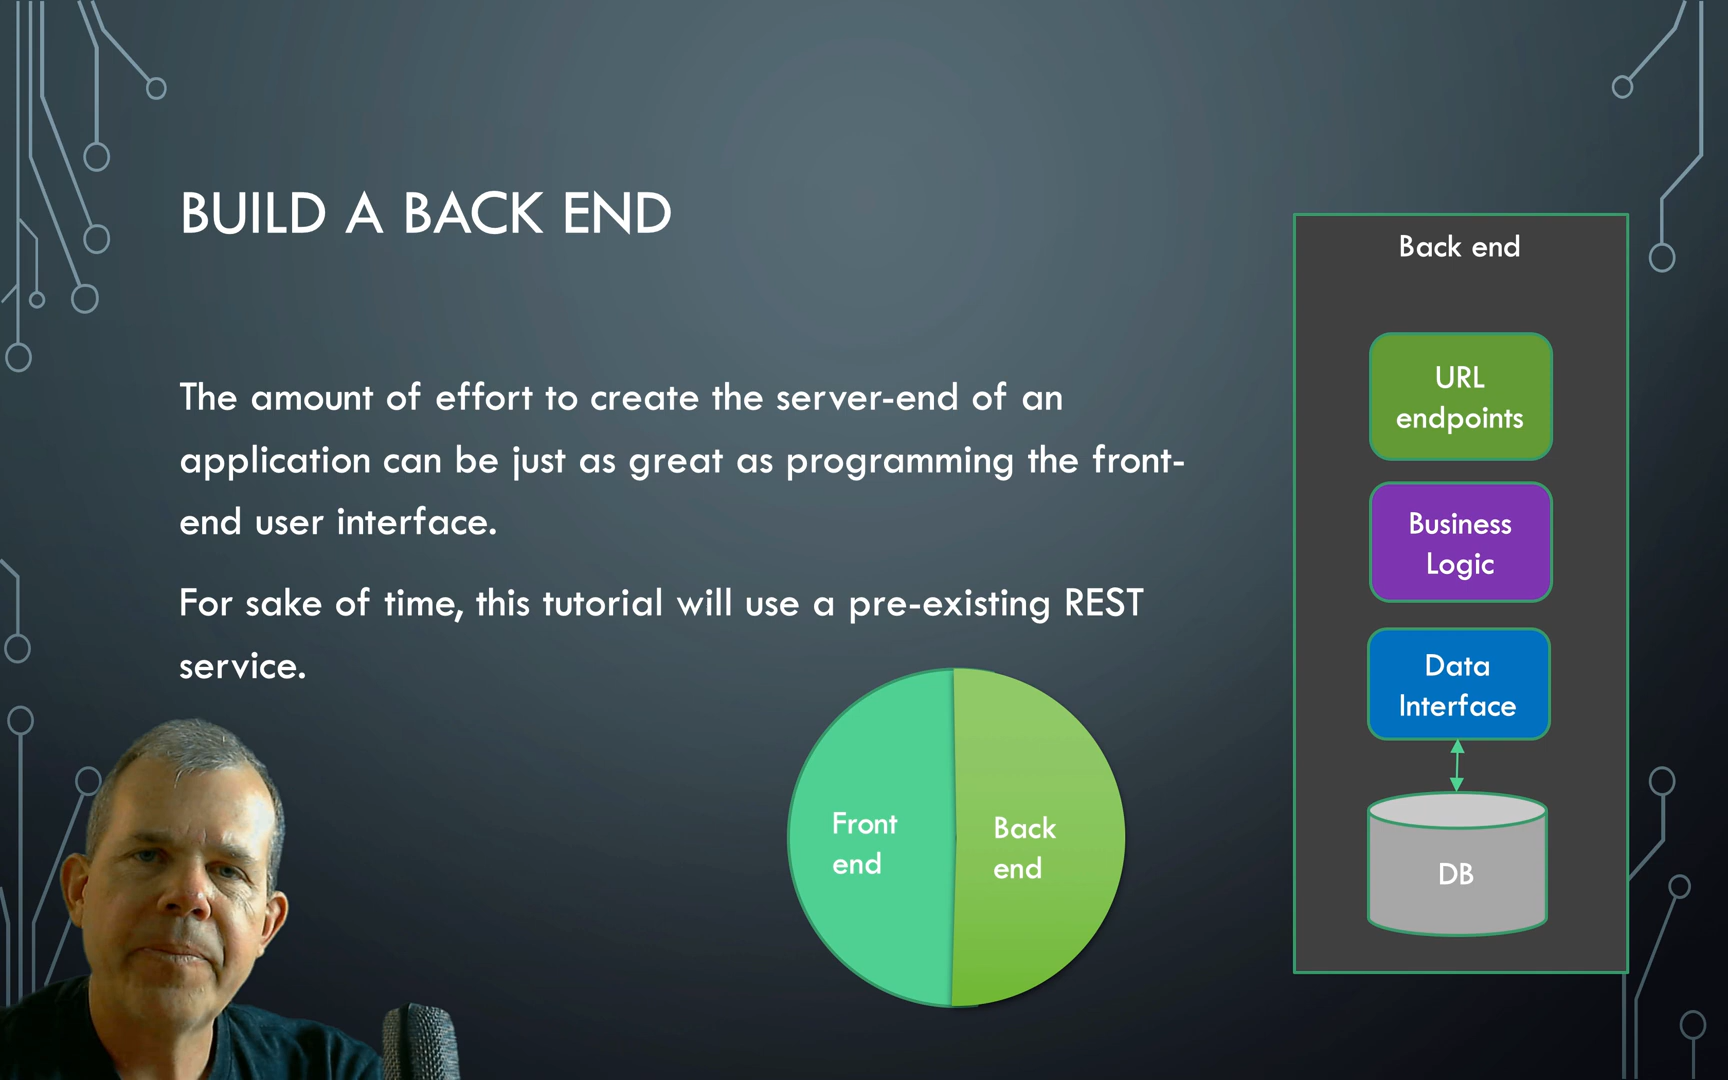 BUILD A BACK END
The amount of effort to create the server-end of an
application can be just as great as programming the front-
end user interface.
For sake of time, this tutorial will use a pre-existing REST
service.
Front
end
Back
end
Back end
URL
endpoints
Business
Logic
Data
Interface
DB